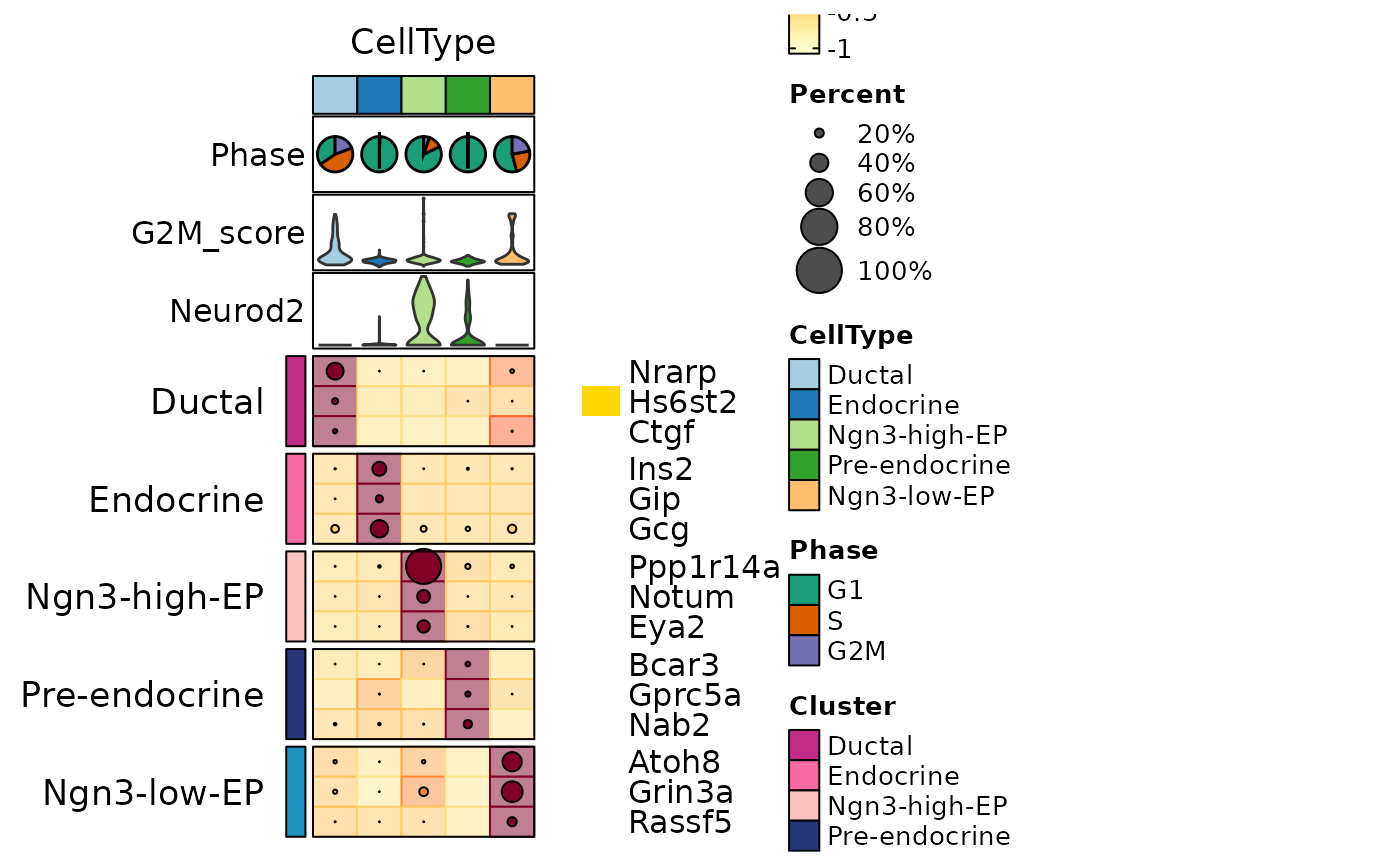 CellType
Phase
G2M_score
Neurod2
Ductal
Endocrine
Ngn3-high-EP
Pre-endocrine
Ngn3-low-EP
Nrarp
Hs6st2
Ctgf
Ins2
Gip
Gcg
Ppp1r14a
Notum
Eya2
Bcar3
Gprc5a
Nab2
Atoh8
Grin3a
Rassf5
-0.5
-1
Percent
20%
40%
60%
80%
100%
CellType
Ductal
Endocrine
Ngn3-high-EP
Pre-endocrine
Ngn3-low-EP
Phase
G1
S
G2M
Cluster
Ductal
Endocrine
Ngn3-high-EP
Pre-endocrine